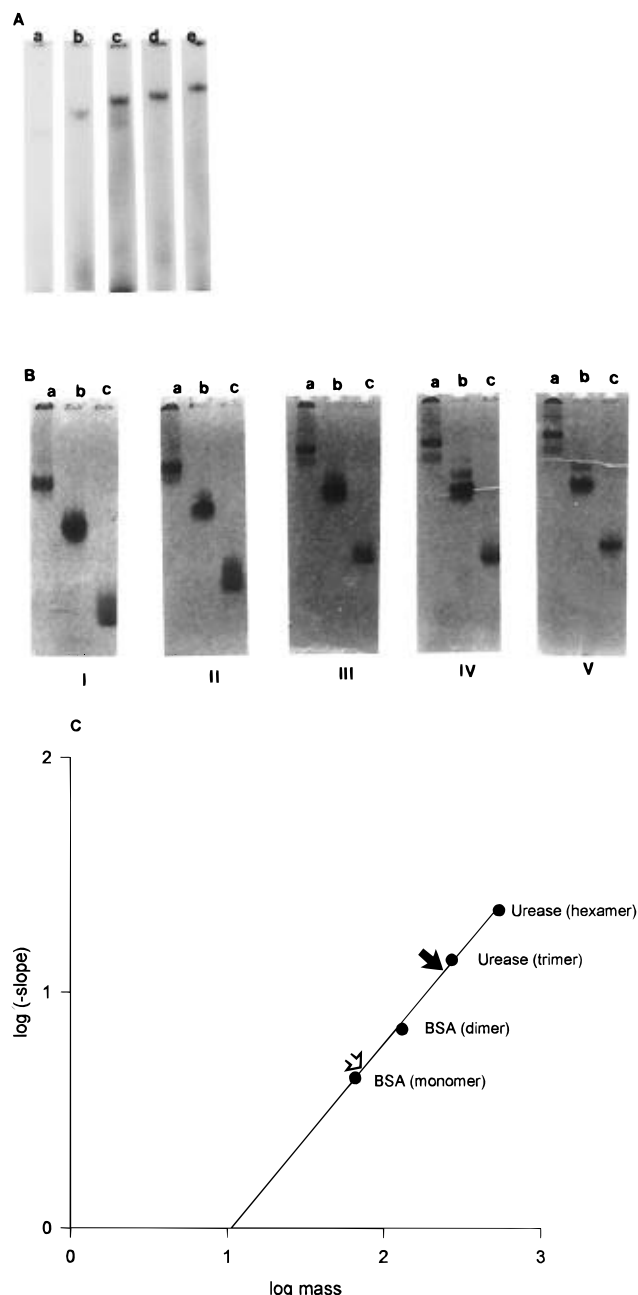 A
a b c d e
B
a b c a b c a b c a b c a b c
I II III IV V
C
2
Urease (hexamer)
Urease (trimer)
1
BSA (dimer)
BSA (monomer)
log (-slope)
0
0 1 2 3
log mass